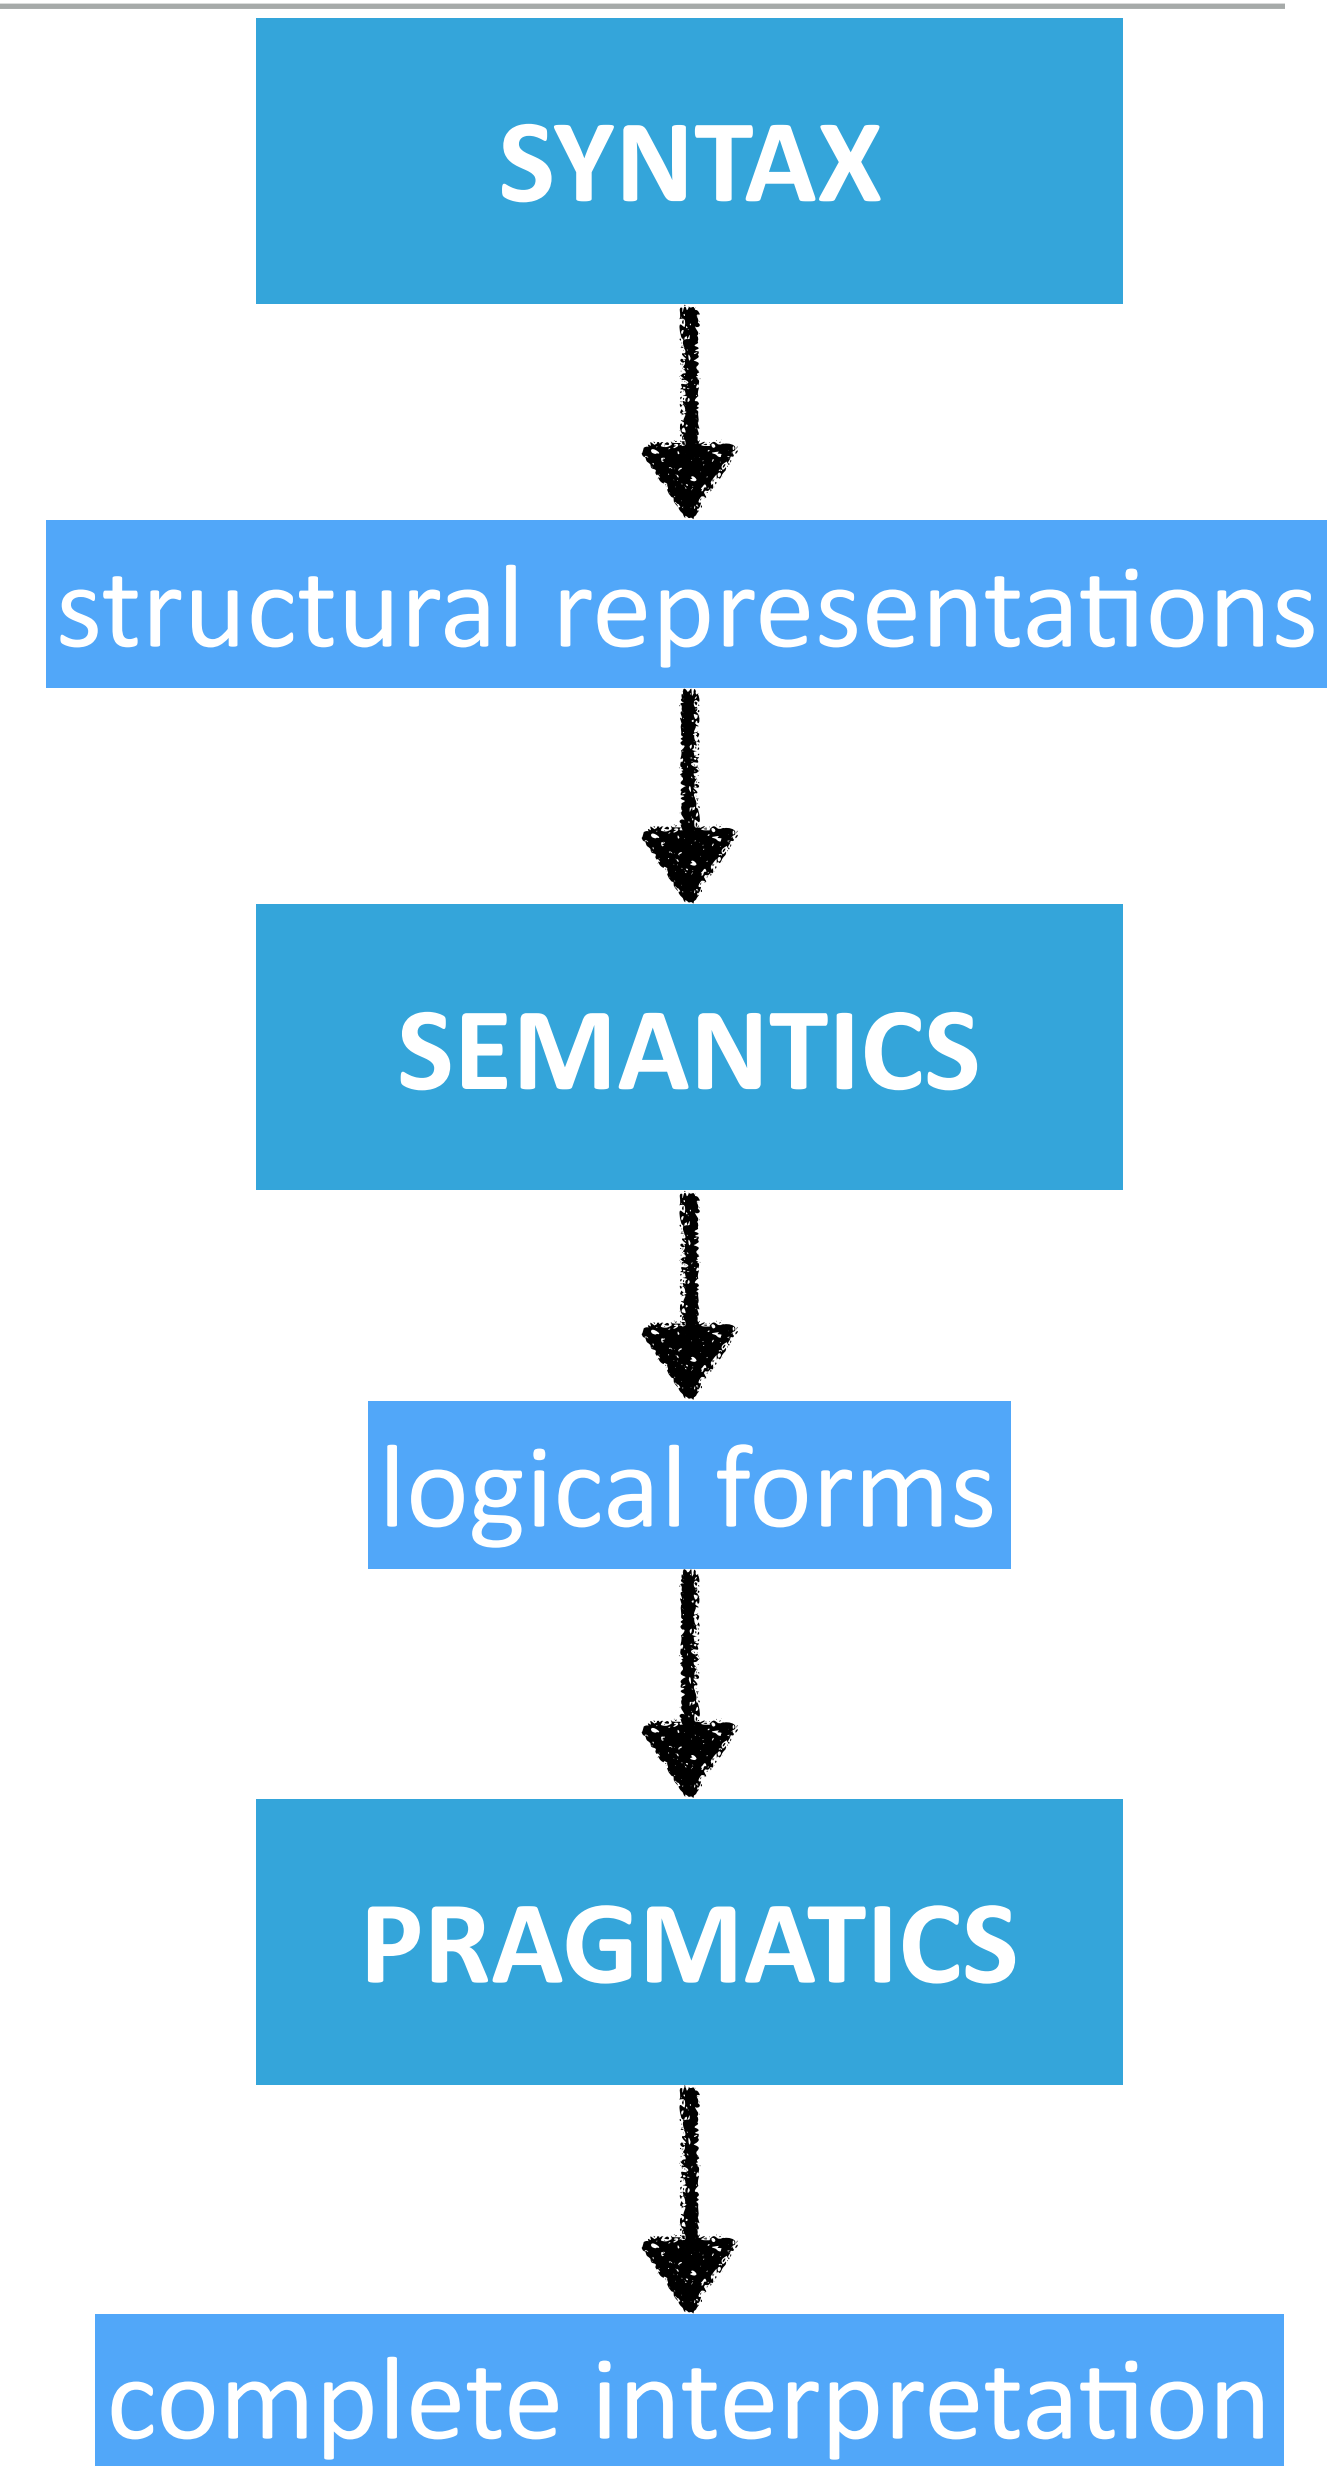 SYNTAX
structural representations
SEMANTICS
logical forms
PRAGMATICS
complete interpretation